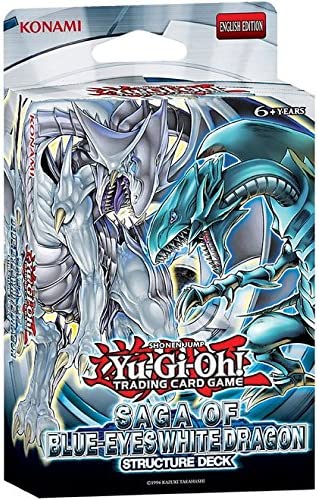 KONAMI
ENGLISH EDITION
6+ YEARS
KONAMI
SHONEN JUMP
Yu-Gi-Oh!
TRADING CARD GAME
SAGA OF
BLUE-EYES WHITE DRAGON
STRUCTURE DECK
©1996 KAZUKI TAKAHASHI